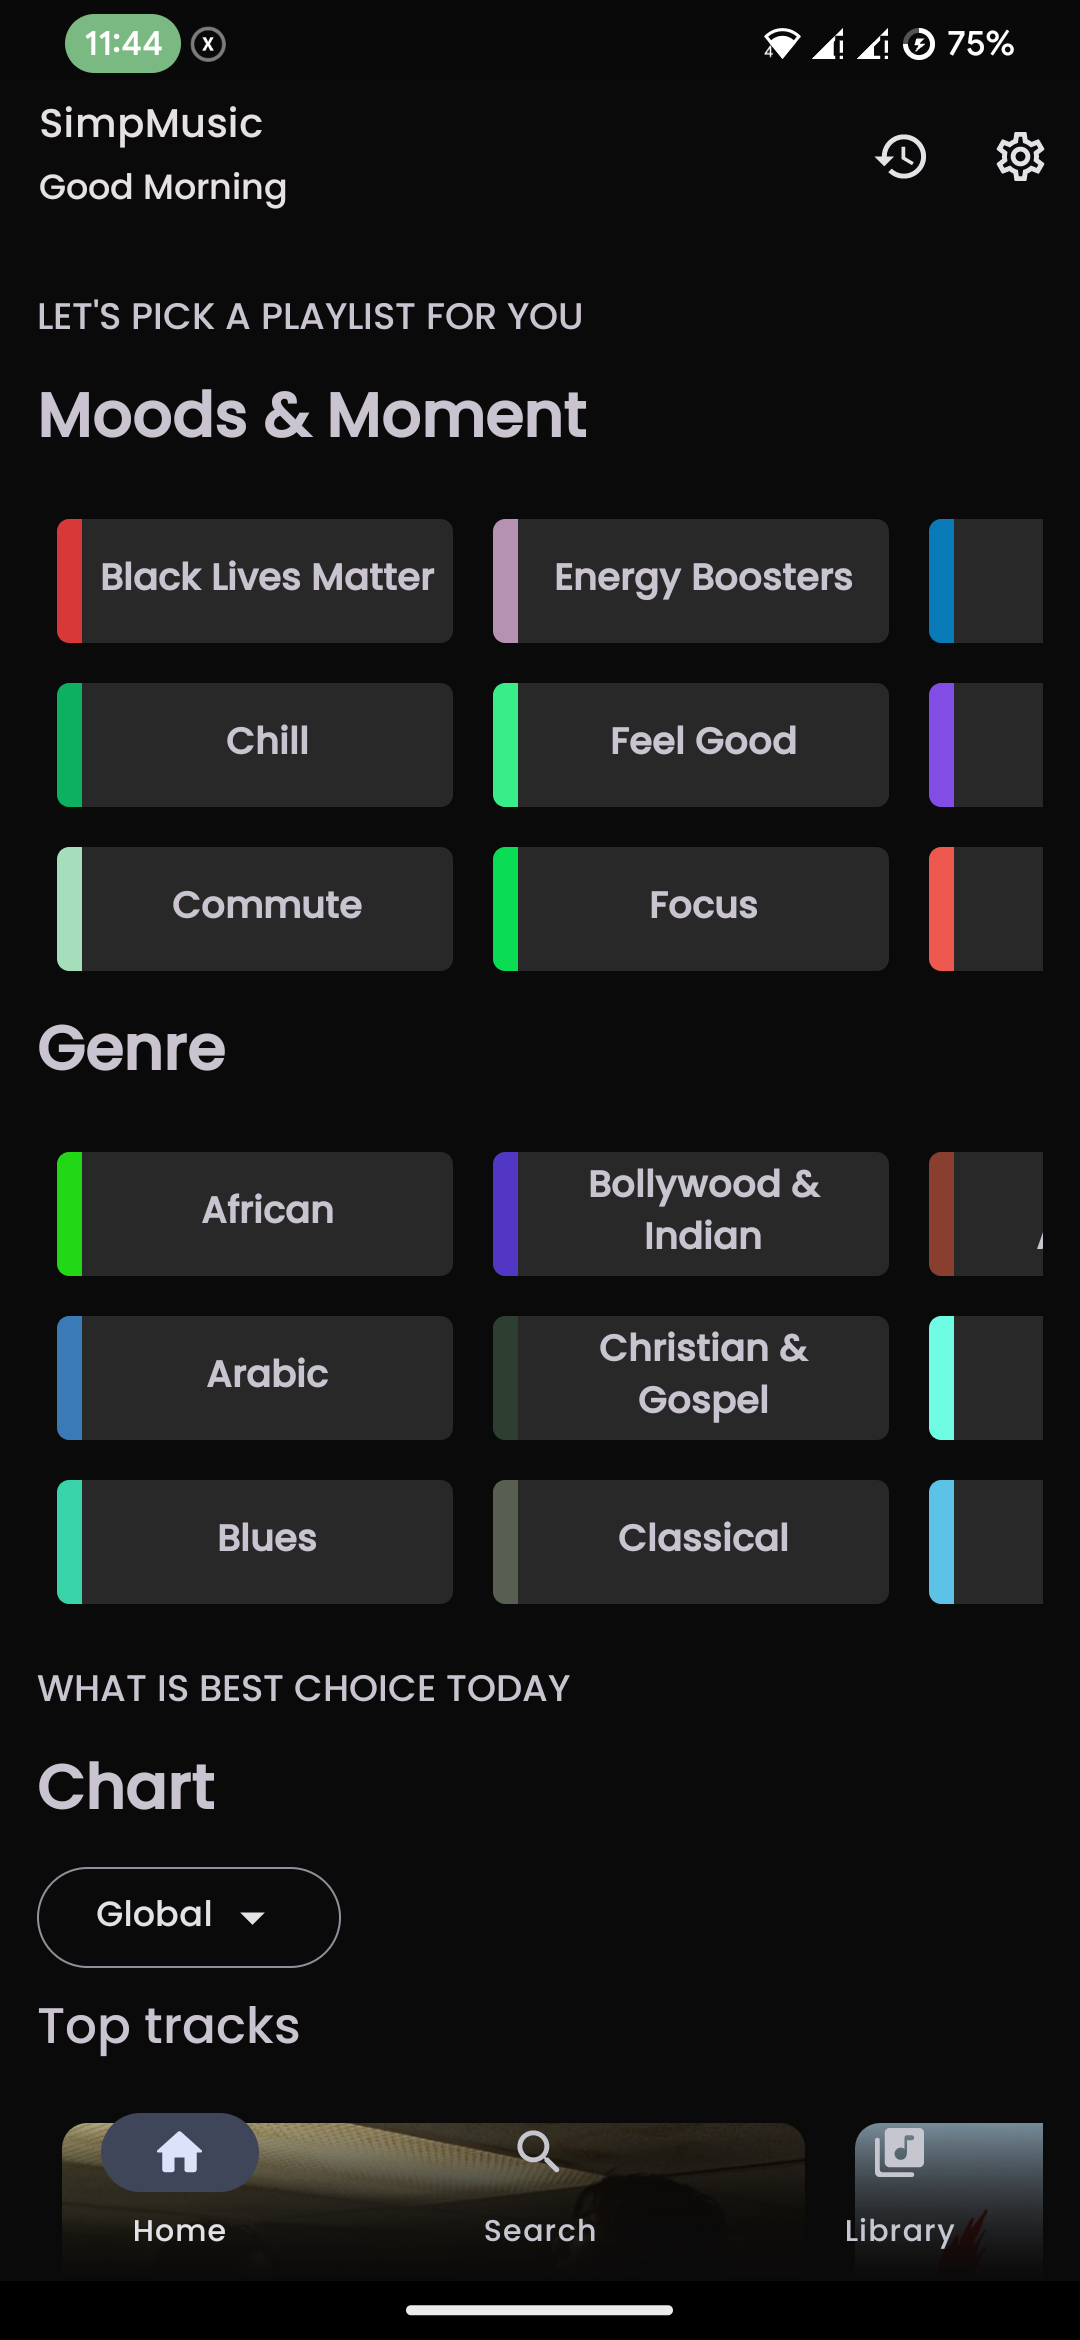 11:44 X 4 75%
SimpMusic
Good Morning
LET'S PICK A PLAYLIST FOR YOU
Moods & Moment
Black Lives Matter
Energy Boosters
Chill
Feel Good
Commute
Focus
Genre
African
Bollywood &
Indian
Arabic
Christian &
Gospel
Blues
Classical
WHAT IS BEST CHOICE TODAY
Chart
Global
Top tracks
Home
Search
Library